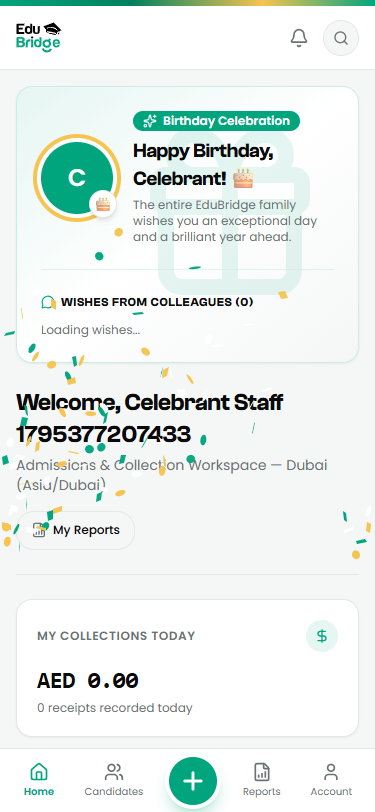 Edu
Bridge
Birthday Celebration
Happy Birthday,
Celebrant! 🎂
C
The entire EduBridge family
wishes you an exceptional day
and a brilliant year ahead.
WISHES FROM COLLEAGUES (0)
Loading wishes...
Welcome, Celebrant Staff
1795377207433
Admissions & Collection Workspace — Dubai
(Asia/Dubai)
My Reports
MY COLLECTIONS TODAY
$
AED 0.00
0 receipts recorded today
Home
Candidates
Reports
Account